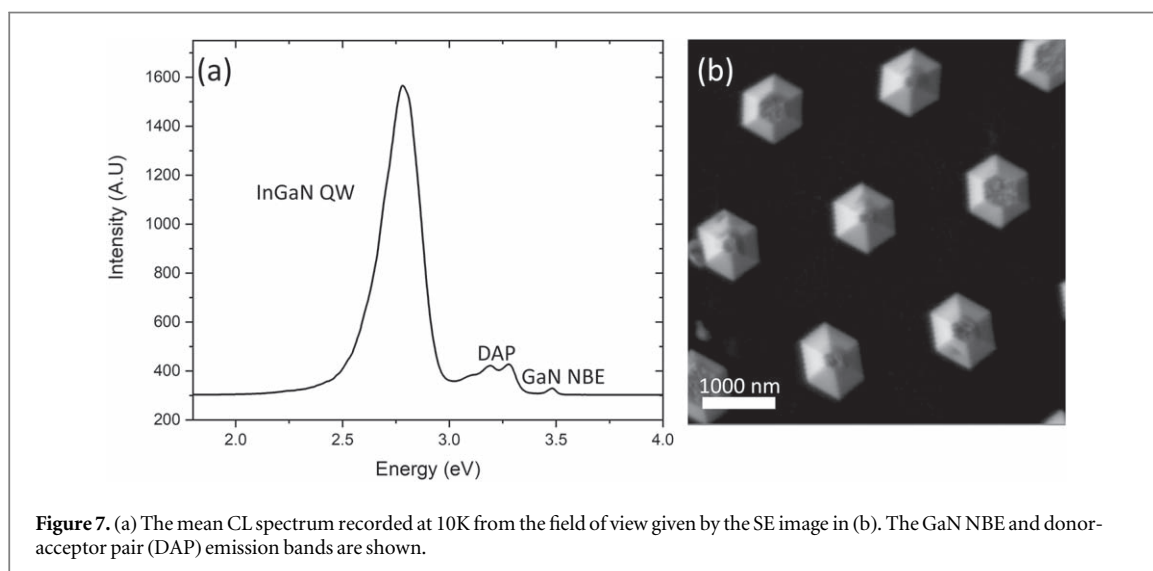 (a)
1600
1400
1200
1000
800
600
400
200
Intensity (A.U)
InGaN QW
DAP
GaN NBE
2.0 2.5 3.0 3.5 4.0
Energy (eV)
(b)
1000 nm
Figure 7. (a) The mean CL spectrum recorded at 10K from the field of view given by the SE image in (b). The GaN NBE and donor-
acceptor pair (DAP) emission bands are shown.